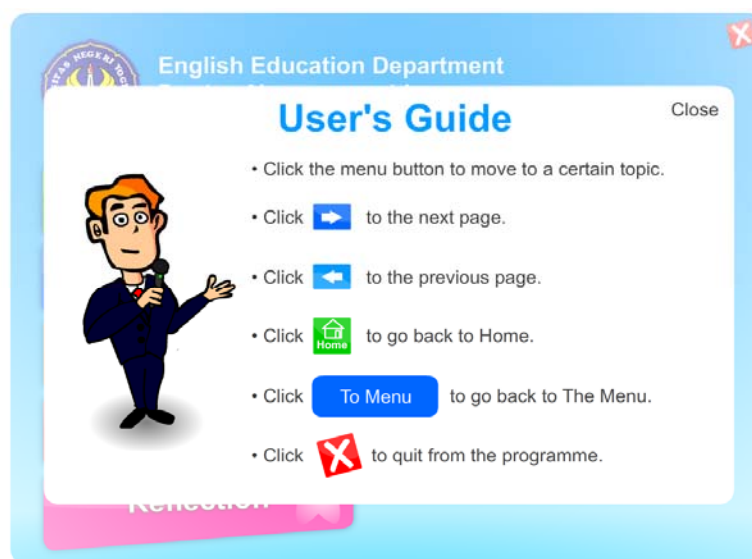 English Education Department
User's Guide
Close
• Click the menu button to move to a certain topic.
• Click to the next page.
• Click to the previous page.
• Click Home to go back to Home.
• Click To Menu to go back to The Menu.
• Click X to quit from the programme.